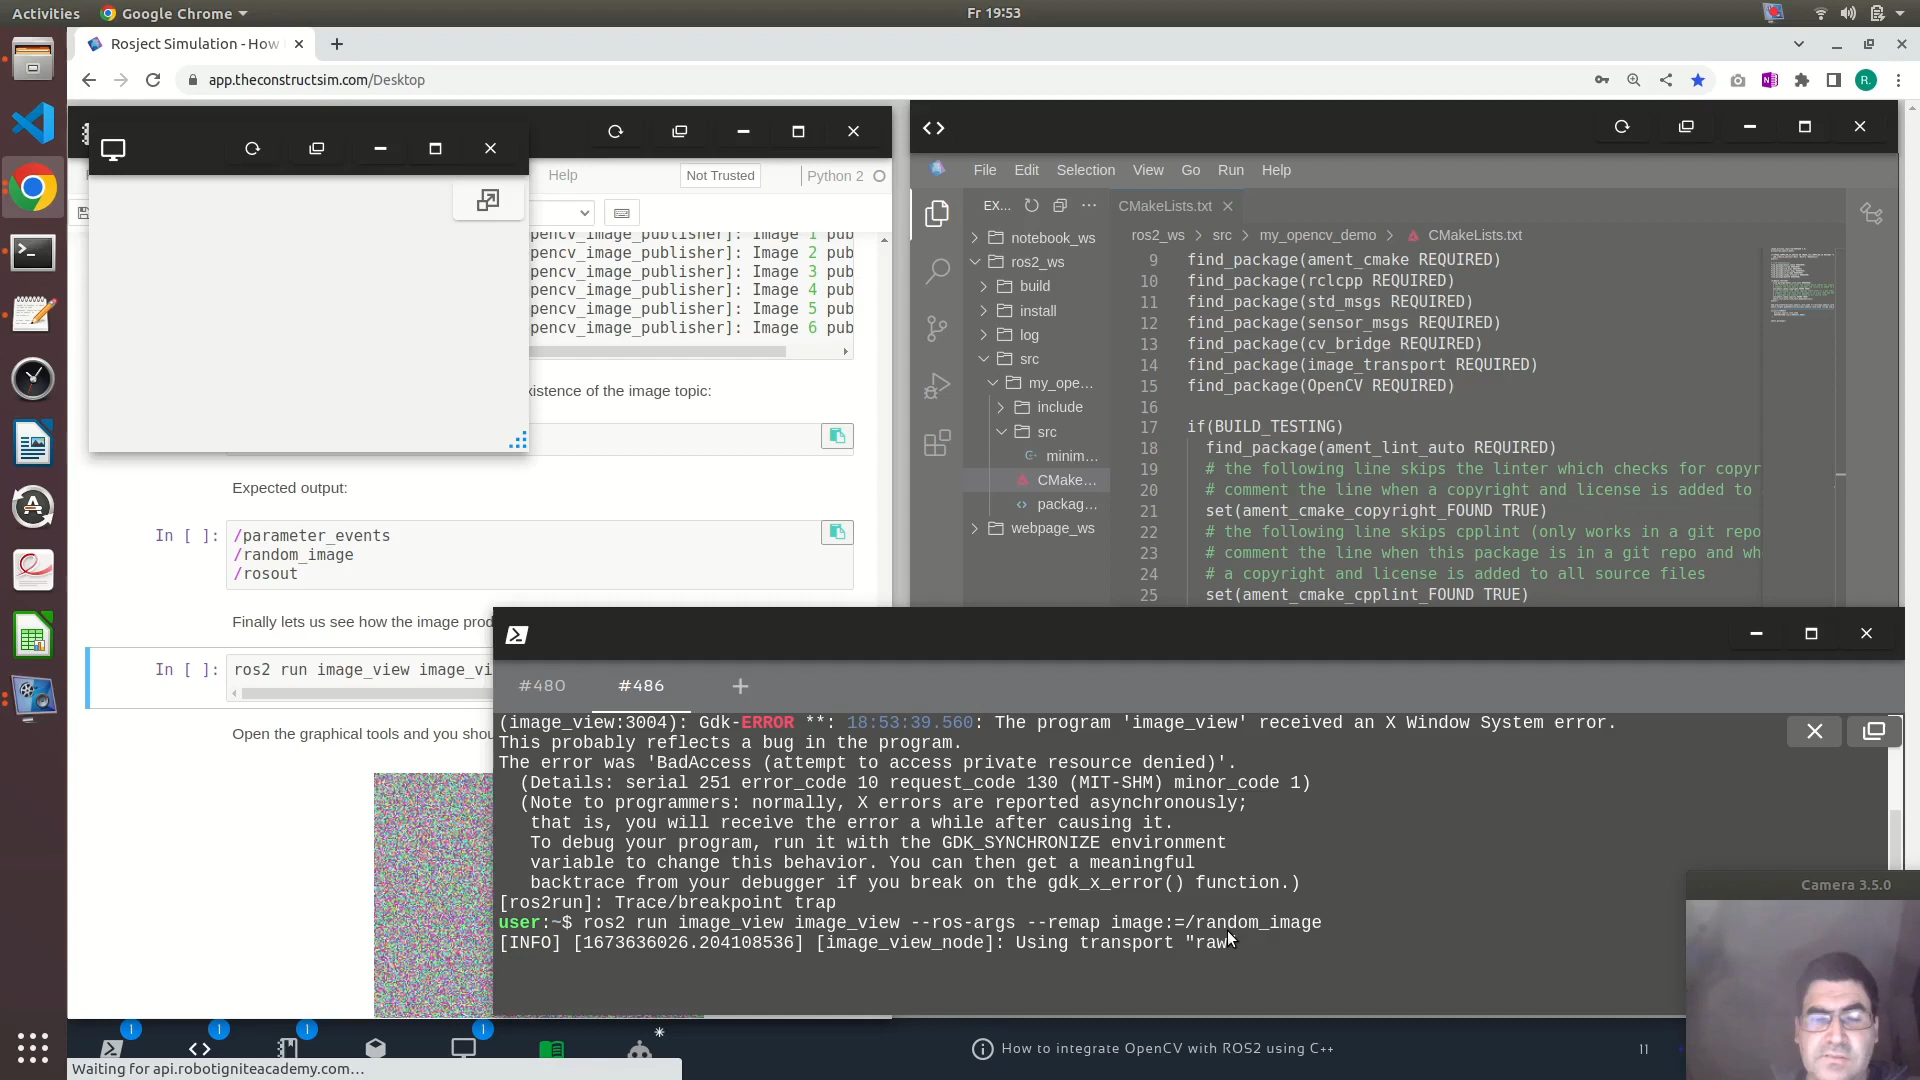 Activities
Google Chrome
Fr 19:53
Rosject Simulation - How
app.theconstructsim.com/Desktop
R.
Help
Not Trusted
Python 2
pencv_image_publisher]: Image 1 pub
pencv_image_publisher]: Image 2 pub
pencv_image_publisher]: Image 3 pub
pencv_image_publisher]: Image 4 pub
pencv_image_publisher]: Image 5 pub
pencv_image_publisher]: Image 6 pub
xistence of the image topic:
Expected output:
In [ ]:
/parameter_events
/random_image
/rosout
Finally lets us see how the image prod
In [ ]:
ros2 run image_view image_vi
Open the graphical tools and you shou
File Edit Selection View Go Run Help
EX...
CMakeLists.txt
notebook_ws
ros2_ws
build
install
log
src
my_ope...
include
src
minim...
CMake...
packag...
webpage_ws
ros2_ws > src > my_opencv_demo > CMakeLists.txt
9 find_package(ament_cmake REQUIRED)
10 find_package(rclcpp REQUIRED)
11 find_package(std_msgs REQUIRED)
12 find_package(sensor_msgs REQUIRED)
13 find_package(cv_bridge REQUIRED)
14 find_package(image_transport REQUIRED)
15 find_package(OpenCV REQUIRED)
16
17 if(BUILD_TESTING)
18 find_package(ament_lint_auto REQUIRED)
19 # the following line skips the linter which checks for copyr
20 # comment the line when a copyright and license is added to
21 set(ament_cmake_copyright_FOUND TRUE)
22 # the following line skips cpplint (only works in a git repo
23 # comment the line when this package is in a git repo and wh
24 # a copyright and license is added to all source files
25 set(ament_cmake_cpplint_FOUND TRUE)
#480
#486
(image_view:3004): Gdk-ERROR **: 18:53:39.560: The program 'image_view' received an X Window System error.
This probably reflects a bug in the program.
The error was 'BadAccess (attempt to access private resource denied)'.
(Details: serial 251 error_code 10 request_code 130 (MIT-SHM) minor_code 1)
(Note to programmers: normally, X errors are reported asynchronously;
that is, you will receive the error a while after causing it.
To debug your program, run it with the GDK_SYNCHRONIZE environment
variable to change this behavior. You can then get a meaningful
backtrace from your debugger if you break on the gdk_x_error() function.)
[ros2run]: Trace/breakpoint trap
user:~$ ros2 run image_view image_view --ros-args --remap image:=/random_image
[INFO] [1673636026.204108536] [image_view_node]: Using transport "raw
Camera 3.5.0
1
1
1
1
How to integrate OpenCV with ROS2 using C++
11
Waiting for api.robotigniteacademy.com...